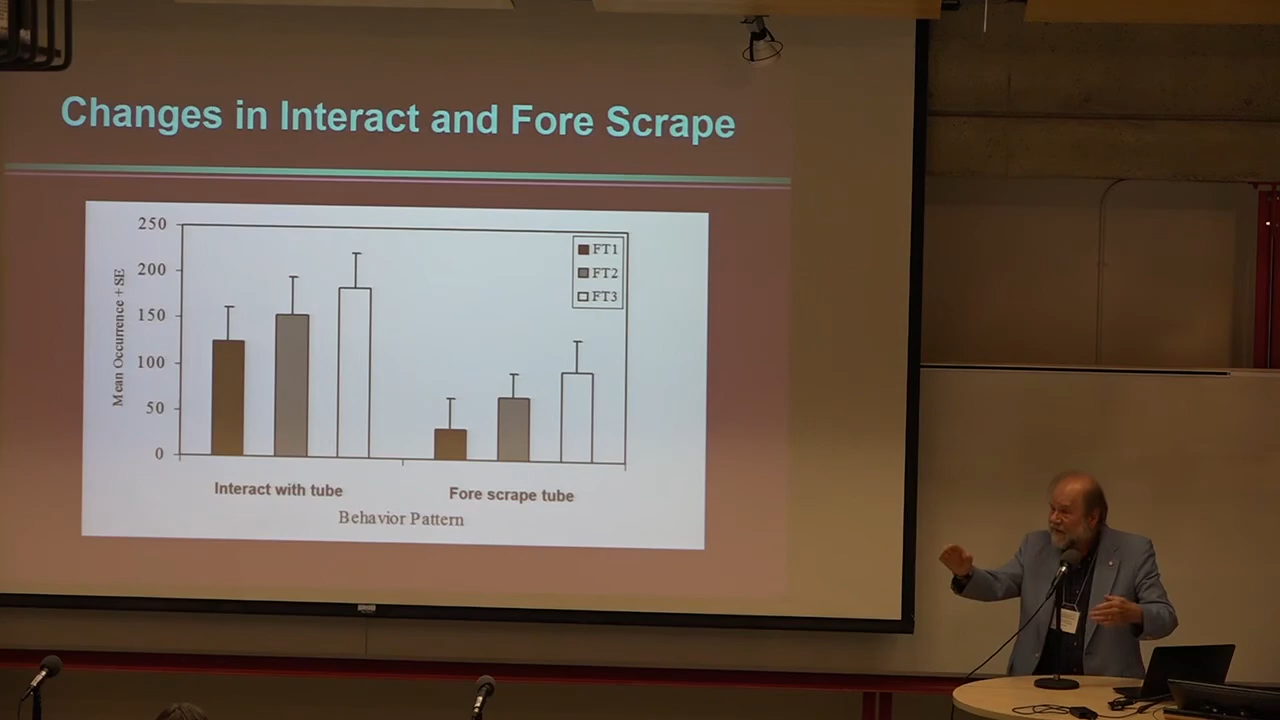 Changes in Interact and Fore Scrape
250
200
150
100
50
0
Mean Occurrence + SE
FT1
FT2
FT3
Interact with tube
Fore scrape tube
Behavior Pattern